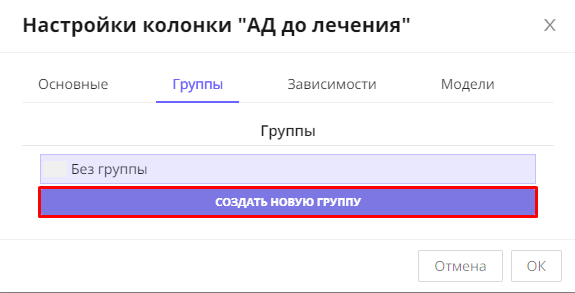 Настройки колонки "АД до лечения"
Основные Группы Зависимости Модели
Группы
Без группы
СОЗДАТЬ НОВУЮ ГРУППУ
Отмена ОК